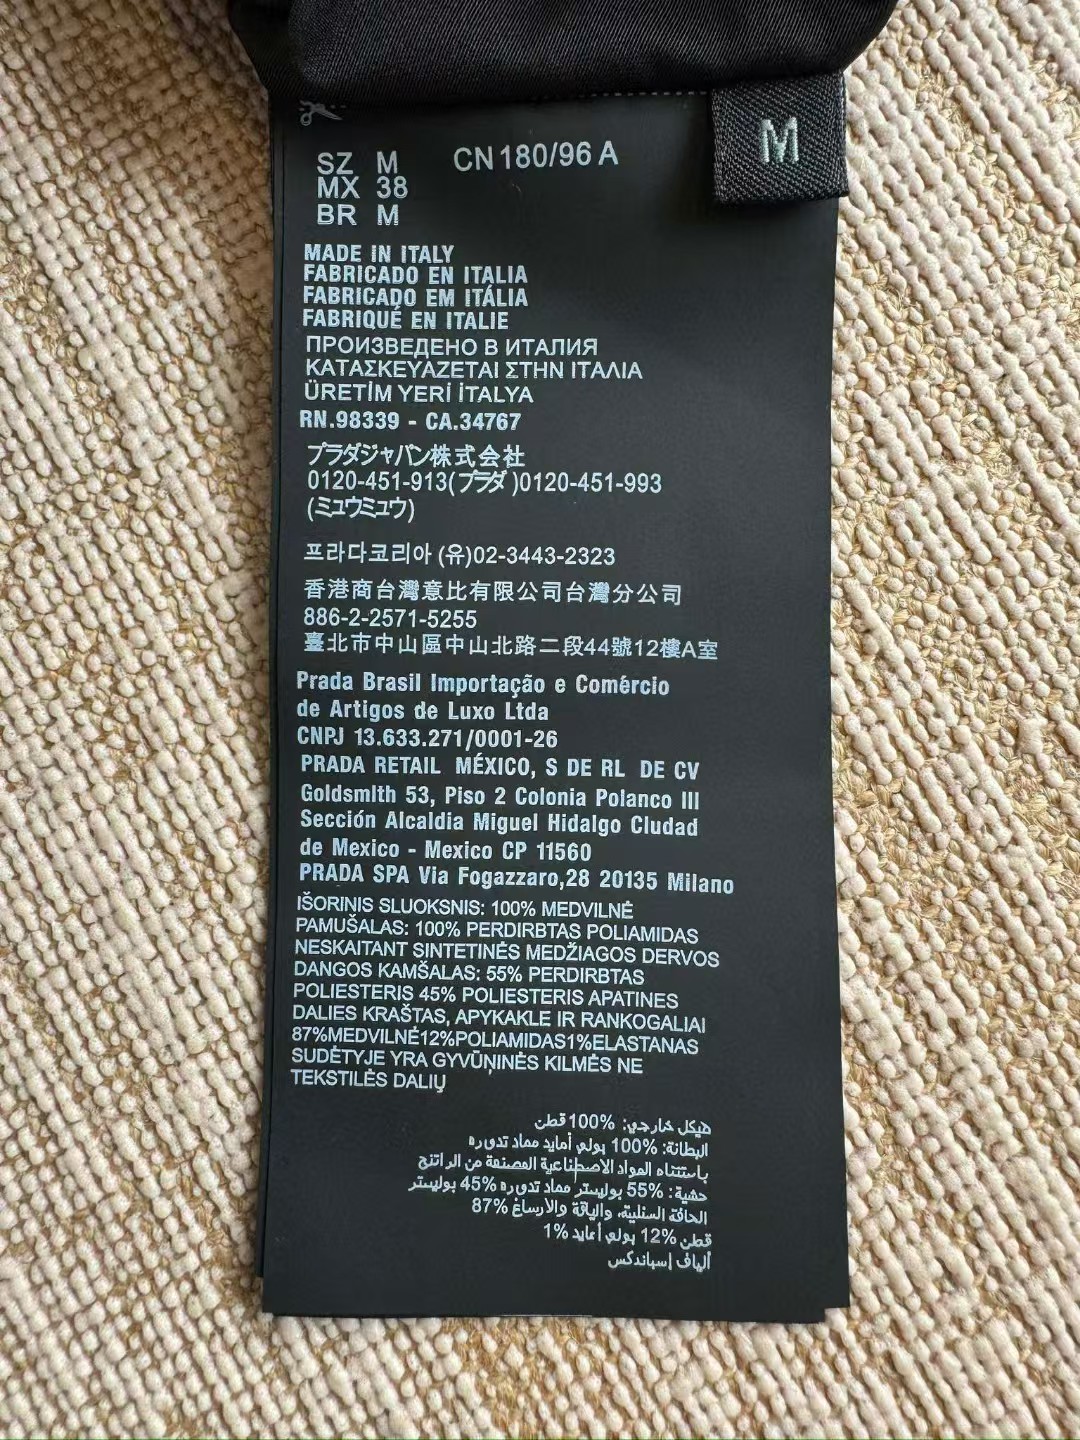 M
SZ M
MX 38
BR M
CN 180/96 A
MADE IN ITALY
FABRICADO EN ITALIA
FABRICADO EM ITÁLIA
FABRIQUÉ EN ITALIE
ПРОИЗВЕДЕНО В ИТАЛИЯ
ΚΑΤΑΣΚΕΥΑΖΕΤΑΙ ΣΤΗΝ ΙΤΑΛΙΑ
ÜRETİM YERİ İTALYA
RN.98339 - CA.34767
プラダジャパン株式会社
0120-451-913(プラダ)0120-451-993
(ミュウミュウ)
프라다코리아 (유)02-3443-2323
香港商台灣意比有限公司台灣分公司
886-2-2571-5255
臺北市中山區中山北路二段44號12樓A室
Prada Brasil Importação e Comércio
de Artigos de Luxo Ltda
CNPJ 13.633.271/0001-26
PRADA RETAIL MÉXICO, S DE RL DE CV
Goldsmlth 53, Piso 2 Colonia Polanco III
Sección Alcaldia Miguel Hidalgo Cludad
de Mexico - Mexico CP 11560
PRADA SPA Via Fogazzaro,28 20135 Milano
IŠORINIS SLUOKSNIS: 100% MEDVILNĖ
PAMUŠALAS: 100% PERDIRBTAS POLIAMIDAS
NESKAITANT SINTETINĖS MEDŽIAGOS DERVOS
DANGOS KAMŠALAS: 55% PERDIRBTAS
POLIESTERIS 45% POLIESTERIS APATINES
DALIES KRAŠTAS, APYKAKLE IR RANKOGALIAI
87%MEDVILNĖ12%POLIAMIDAS1%ELASTANAS
SUDĖTYJE YRA GYVŪŅINĖS KILMĖS NE
TEKSTILĖS DALIŲ
هيكل خارجي: %100 قطن
البطانة: %100 بولي أمايد معاد تدوره
باستثناء المواد الاصطناعية المصنعة من الراتنج
حشية: %55 بوليستر معاد تدوره %45 بوليستر
الحافة السفلية، والياقة والأرساغ %87
قطن %12 بولي أمايد %1
ألياف إسباندكس